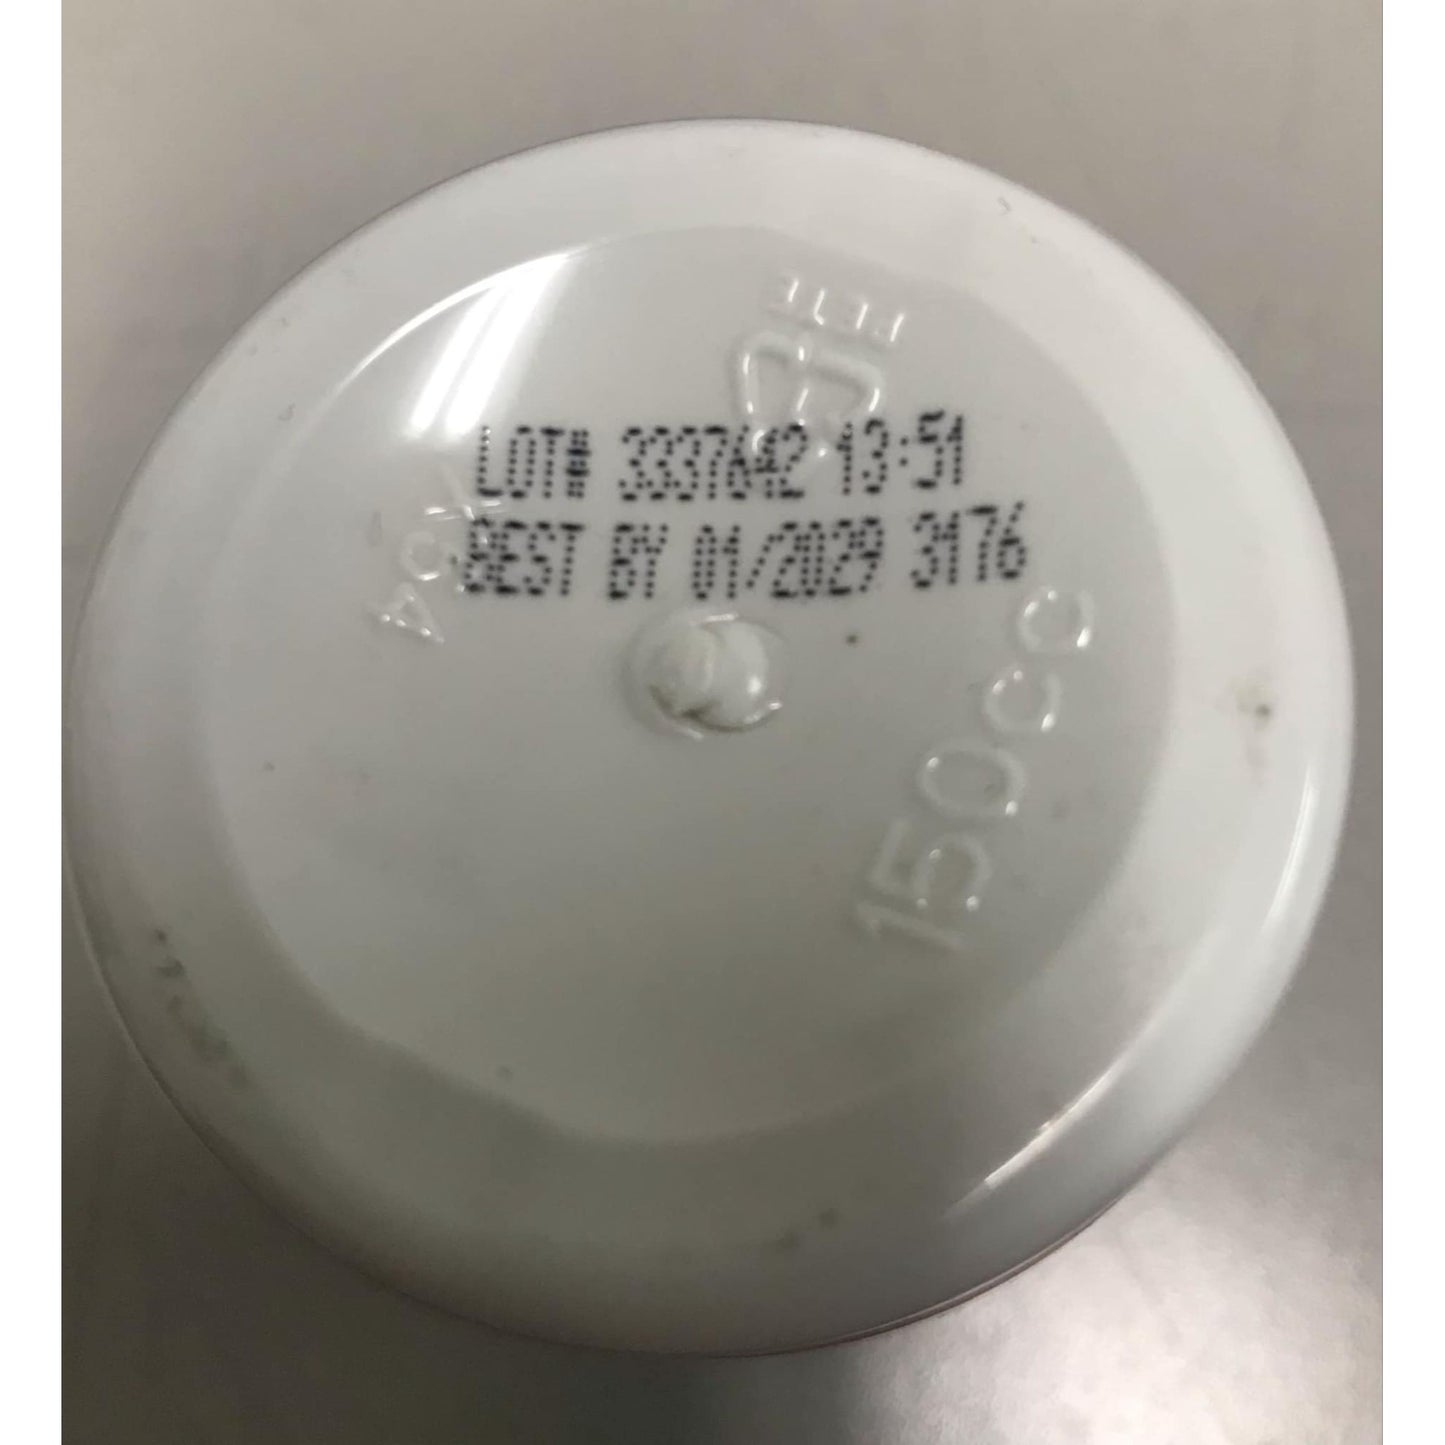 PETE
LOT# 3337642 13:51
BEST BY 01/2029 3176
150CC